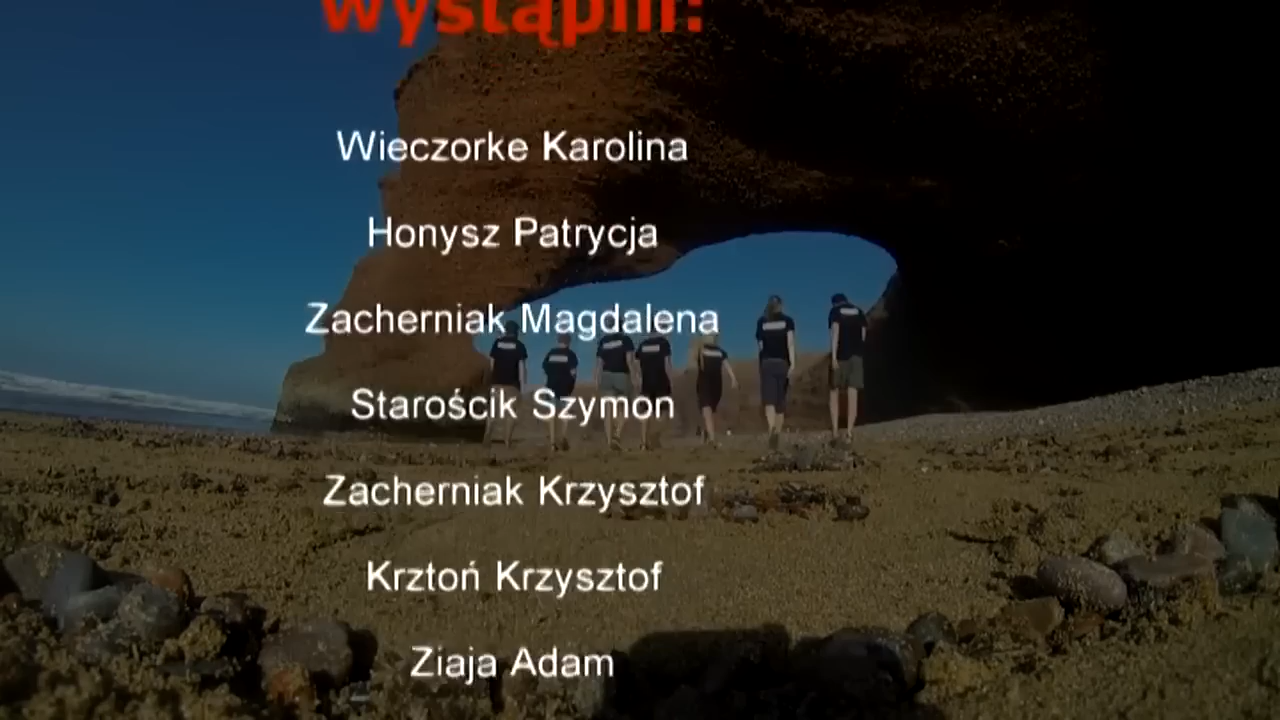 wystąpili:
Wieczorke Karolina
Honysz Patrycja
Zacherniak Magdalena
Starościk Szymon
Zacherniak Krzysztof
Krztoń Krzysztof
Ziaja Adam